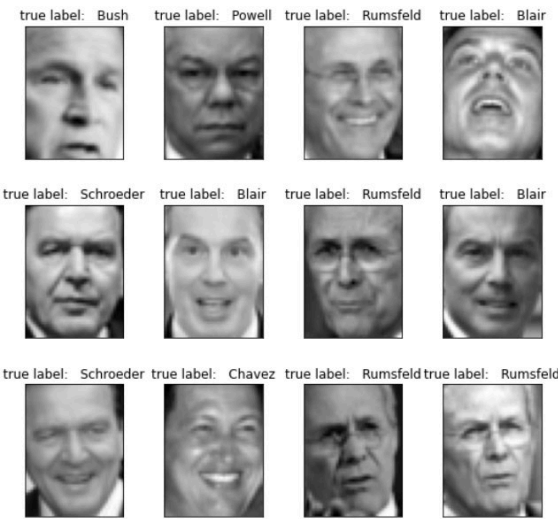 true label: Bush true label: Powell true label: Rumsfeld true label: Blair
true label: Schroeder true label: Blair true label: Rumsfeld true label: Blair
true label: Schroeder true label: Chavez true label: Rumsfeld true label: Rumsfeld